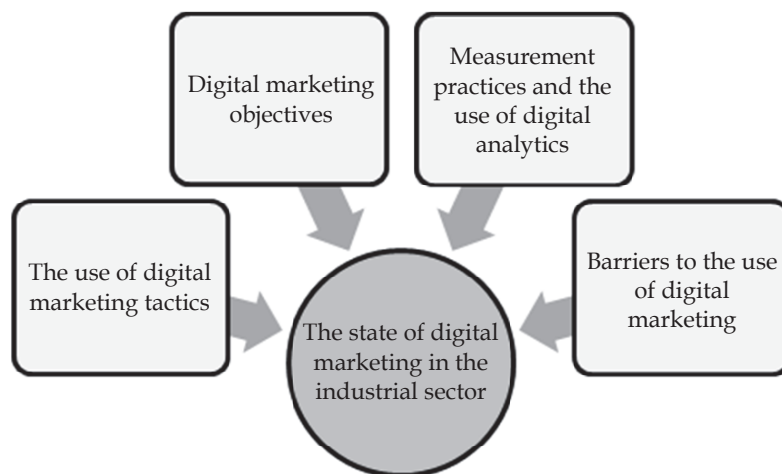 Digital marketing
objectives
Measurement
practices and the
use of digital
analytics
The use of digital
marketing tactics
Barriers to the use
of digital
marketing
The state of digital
marketing in the
industrial sector